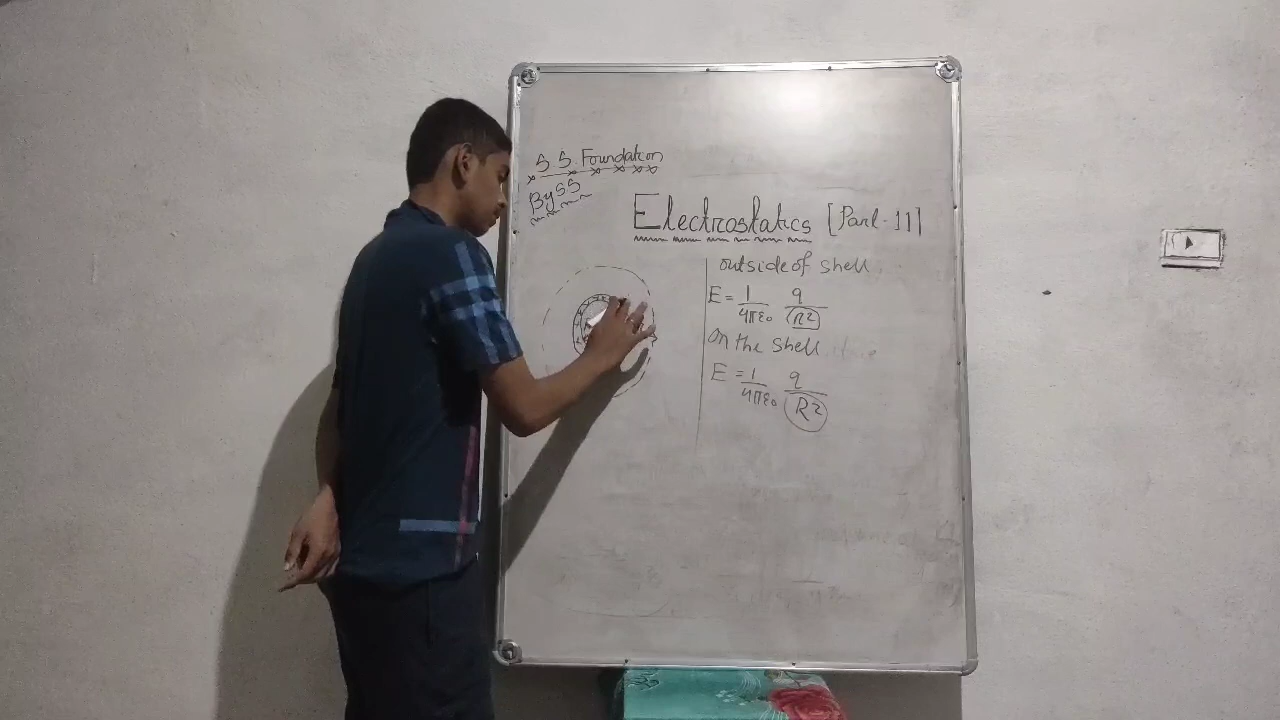 S S Foundation
By SS
Electrostatics [Part-11]
outside of shell
E = 1/4πε₀ q/r²
on the shell
E = 1/4πε₀ q/R²